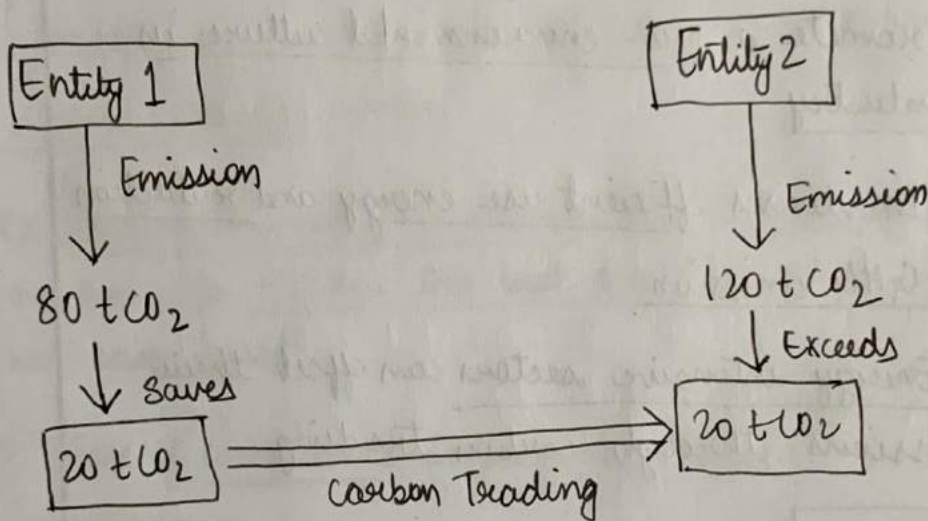 Entity 1
Entity 2
Emission
Emission
80 t CO2
120 t CO2
Saves
Exceeds
20 t CO2
20 t CO2
Carbon Trading